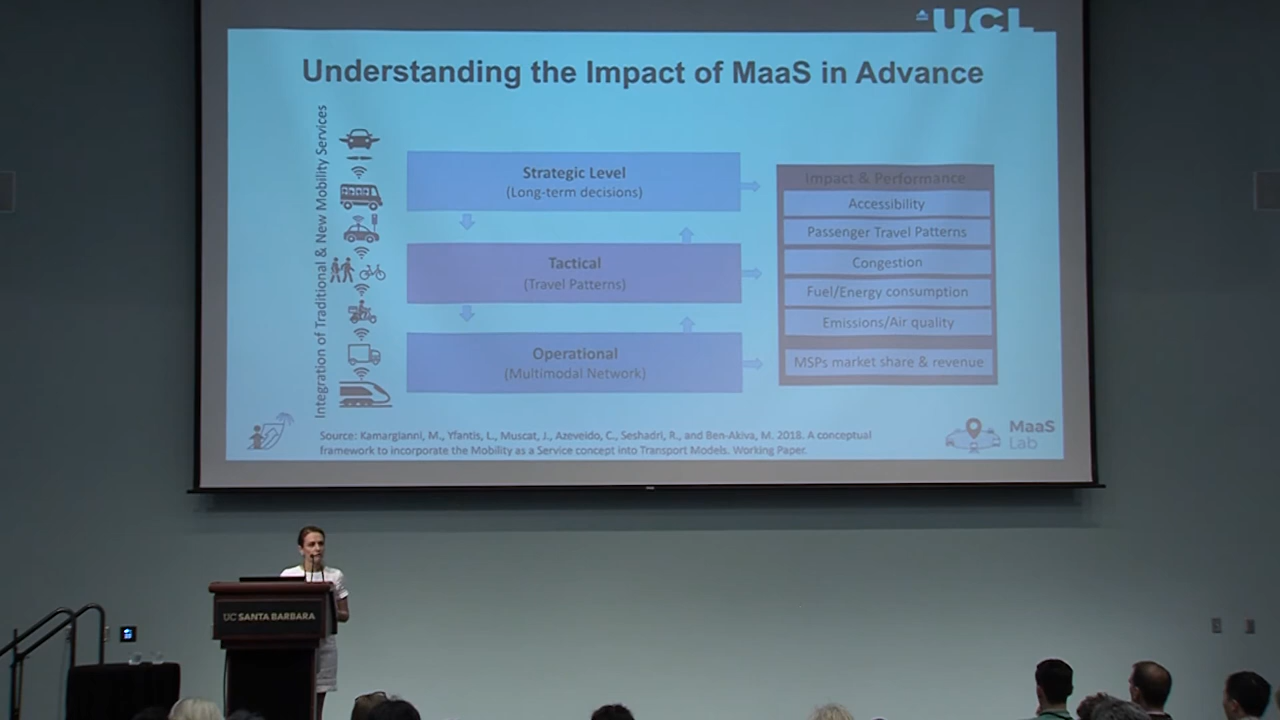 UCL
Understanding the Impact of MaaS in Advance
Integration of Traditional & New Mobility Services
Strategic Level
(Long-term decisions)
Tactical
(Travel Patterns)
Operational
(Multimodal Network)
Impact & Performance
Accessibility
Passenger Travel Patterns
Congestion
Fuel/Energy consumption
Emissions/Air quality
MSPs market share & revenue
Source: Kamargianni, M., Yfantis, L., Muscat, J., Azevedo, C., Seshadri, R., and Ben-Akiva, M. 2018. A conceptual
framework to incorporate the Mobility as a Service concept into Transport Models. Working Paper.
MaaS
Lab
UC SANTA BARBARA